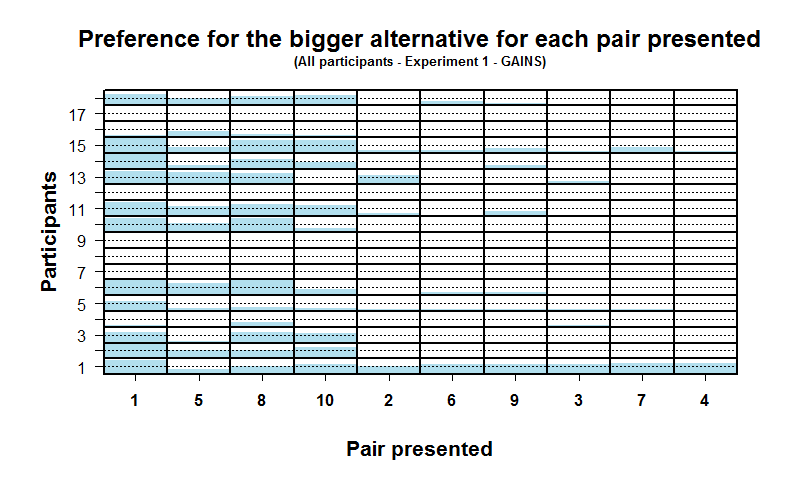 Preference for the bigger alternative for each pair presented
(All participants - Experiment 1 - GAINS)
Participants
17
15
13
11
9
7
5
3
1
1 5 8 10 2 6 9 3 7 4
Pair presented